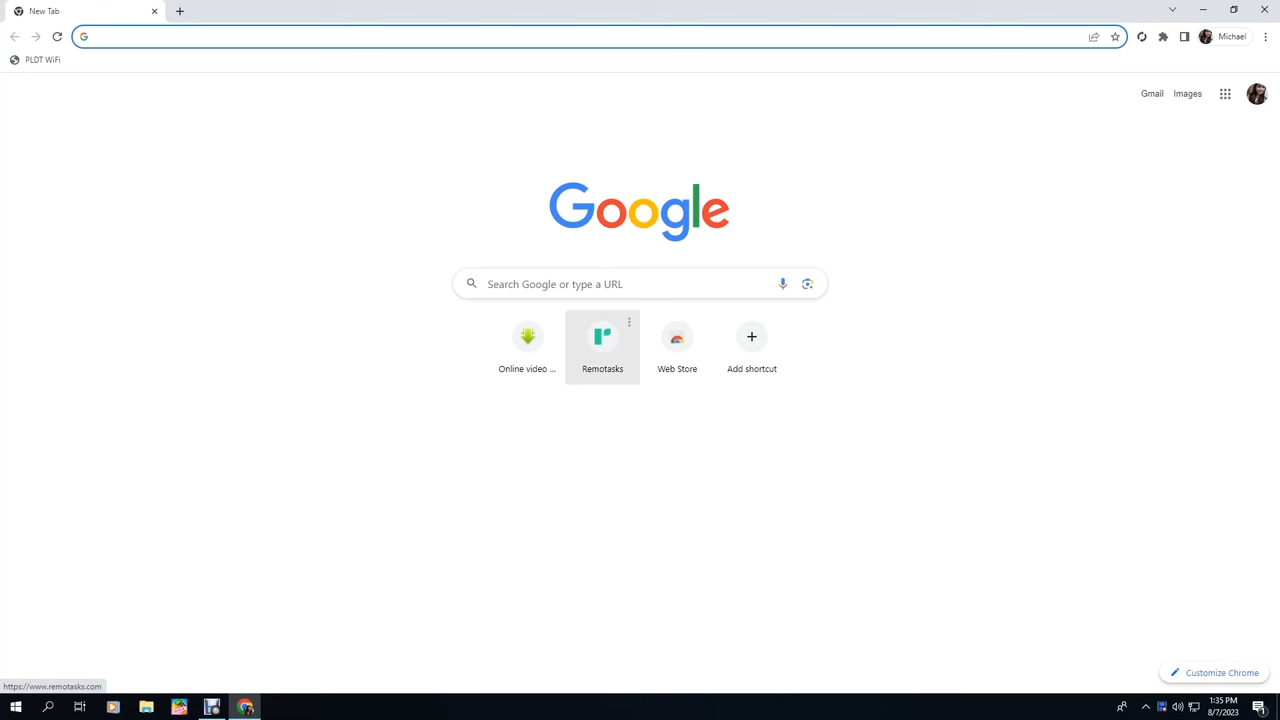 New Tab
Michael
PLDT WiFi
Gmail Images
Google
Search Google or type a URL
Online video ... Remotasks Web Store Add shortcut
Customize Chrome
https://www.remotasks.com
1:35 PM
8/7/2023
1